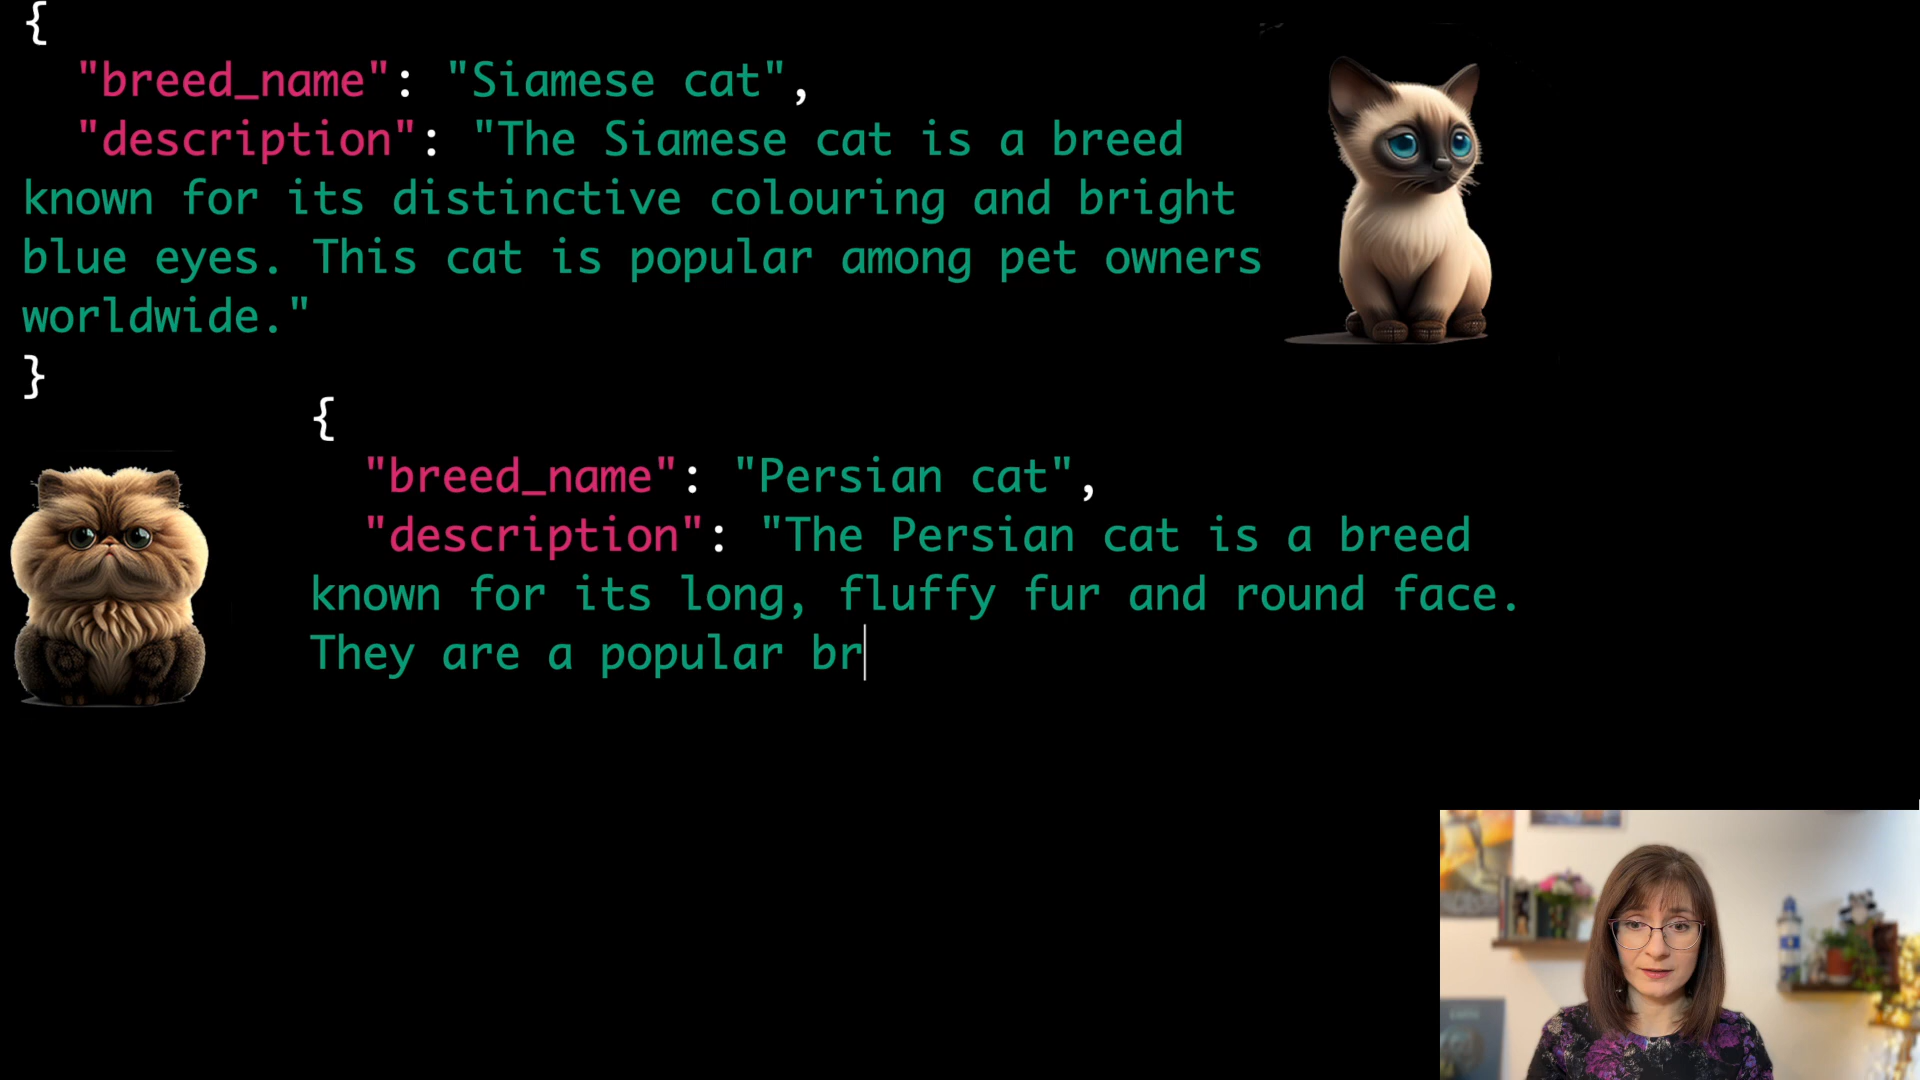 {
"breed_name": "Siamese cat",
"description": "The Siamese cat is a breed
known for its distinctive colouring and bright
blue eyes. This cat is popular among pet owners
worldwide."
}
{
"breed_name": "Persian cat",
"description": "The Persian cat is a breed
known for its long, fluffy fur and round face.
They are a popular br